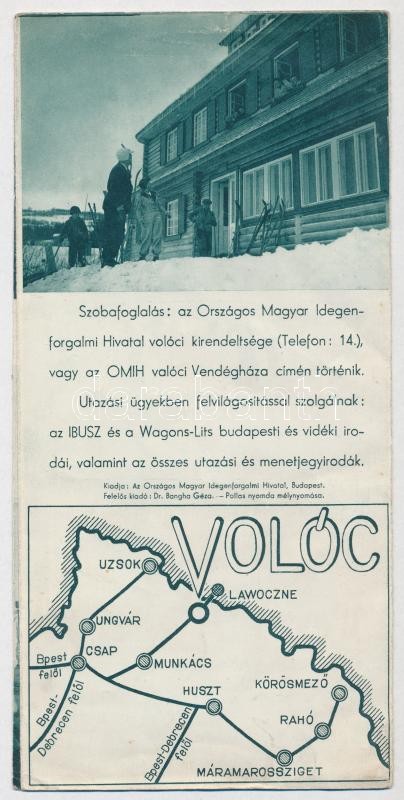 Szobafoglalás: az Országos Magyar Idegen-
forgalmi Hivatal volóci kirendeltsége (Telefon: 14.),
vagy az OMIH valóci Vendégháza címén történik.
Utazási ügyekben felvilágosítással szolgának:
az IBUSZ és a Wagons-Lits budapesti és vidéki iro-
dái, valamint az összes utazási és menetjegyirodák.
Kiadja: Az Országos Magyar Idegenforgalmi Hivatal, Budapest.
Felelős kiadó: Dr. Bangha Géza. — Pallas nyomda mélynyomása.
VOLÓC
UZSOK
LAWOCZNE
UNGVÁR
CSAP
Bpest
felől
MUNKÁCS
Bpest-
Debrecen felől
HUSZT
KÖRÖSMEZŐ
RAHÓ
Bpest-Debrecen
felől
MÁRAMAROSSZIGET
darabanth